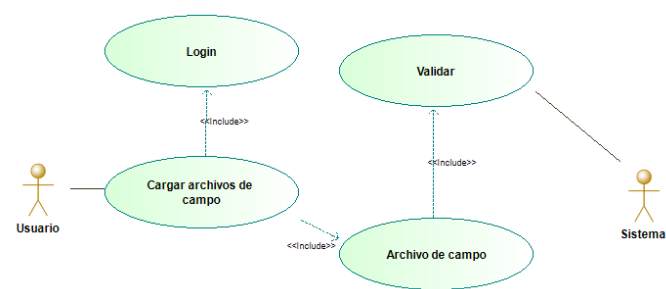 Login
Validar
<<Include>>
<<Include>>
Cargar archivos de
campo
Usuario
Sistema
<<Include>>
Archivo de campo